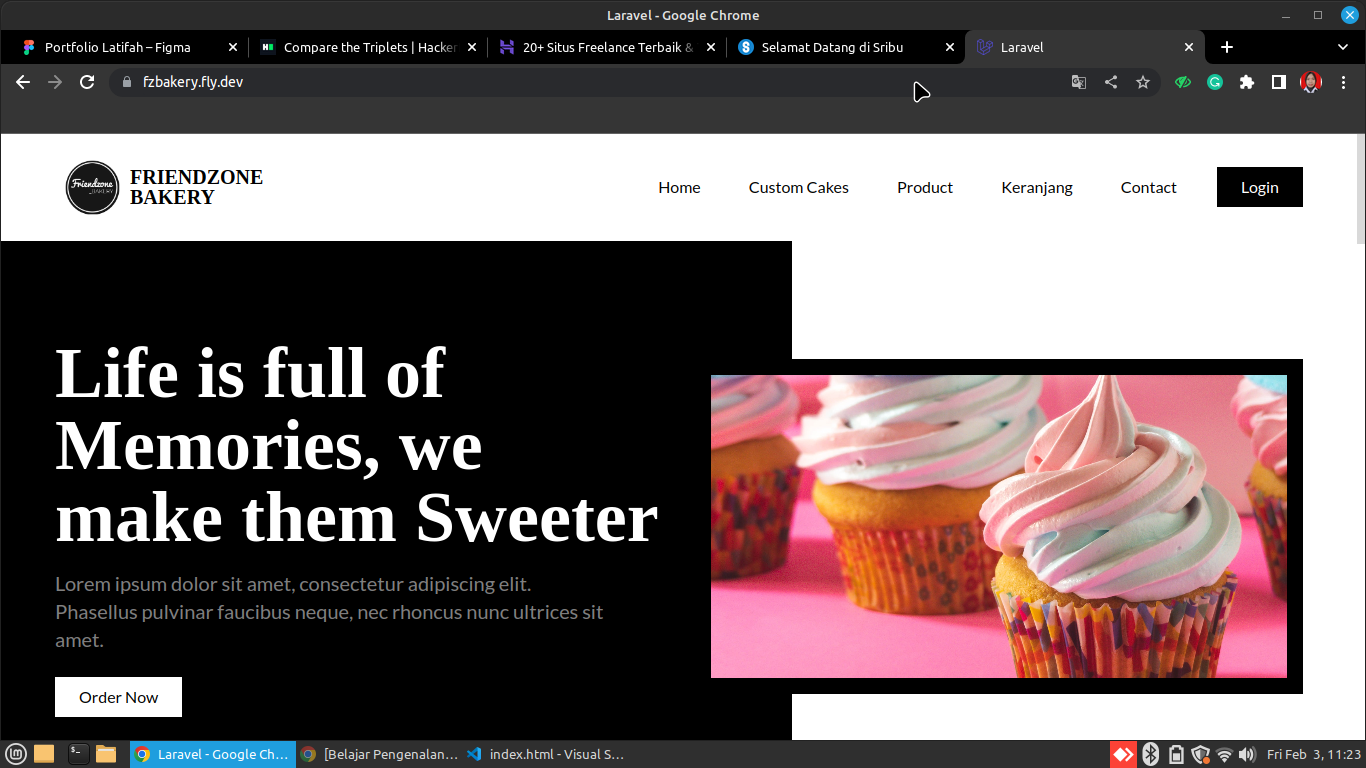 Laravel - Google Chrome
Portfolio Latifah – Figma
Compare the Triplets | Hacker
20+ Situs Freelance Terbaik &
Selamat Datang di Sribu
Laravel
fzbakery.fly.dev
Friendzone
BAKERY
FRIENDZONE
BAKERY
Home
Custom Cakes
Product
Keranjang
Contact
Login
Life is full of
Memories, we
make them Sweeter
Lorem ipsum dolor sit amet, consectetur adipiscing elit.
Phasellus pulvinar faucibus neque, nec rhoncus nunc ultrices sit
amet.
Order Now
Laravel - Google Ch...
[Belajar Pengenalan...
index.html - Visual S...
Fri Feb 3, 11:23